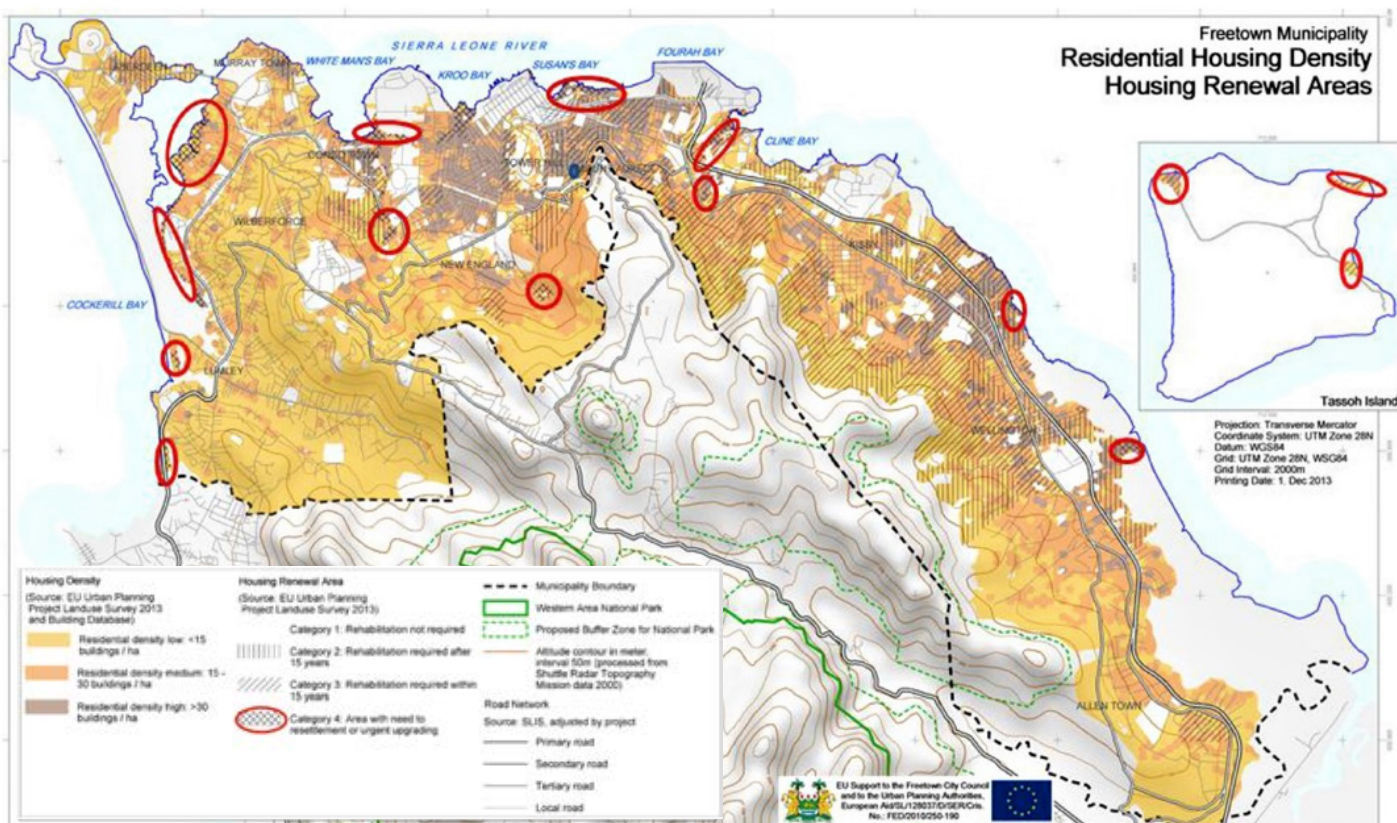 Freetown Municipality
Residential Housing Density
Housing Renewal Areas
SIERRA LEONE RIVER
FOURAH BAY
WHITE MAN'S BAY
SUSAN'S BAY
KROO BAY
ABERDEEN
MURRAY TOWN
CLINE BAY
CONGO TOWN
TOWER HILL
WILBERFORCE
KISSY
NEW ENGLAND
COCKERILL BAY
LUMLEY
WELLINGTON
ALLEN TOWN
Tassoh Island
Projection: Transverse Mercator
Coordinate System: UTM Zone 28N
Datum: WGS84
Grid: UTM Zone 28N, WSG84
Grid Interval: 2000m
Printing Date: 1. Dec 2013
Housing Density
(Source: EU Urban Planning
Project Landuse Survey 2013
and Building Database)
Residential density low: <15
buildings / ha
Residential density medium: 15 -
30 buildings / ha
Residential density high: >30
buildings / ha
Housing Renewal Area
(Source: EU Urban Planning
Project Landuse Survey 2013)
Category 1: Rehabilitation not required
Category 2: Rehabilitation required after
15 years
Category 3: Rehabilitation required within
15 years
Category 4: Area with need to
resettlement or urgent upgrading
Municipality Boundary
Western Area National Park
Proposed Buffer Zone for National Park
Altitude contour in meter,
interval 50m (processed from
Shuttle Radar Topography
Mission data 2000)
Road Network
Source: SLIS, adjusted by project
Primary road
Secondary road
Tertiary road
Local road
EU Support to the Freetown City Council
and to the Urban Planning Authorities.
European Aid/SL/128037/D/SER/Cris.
No.: FED/2010/250-190